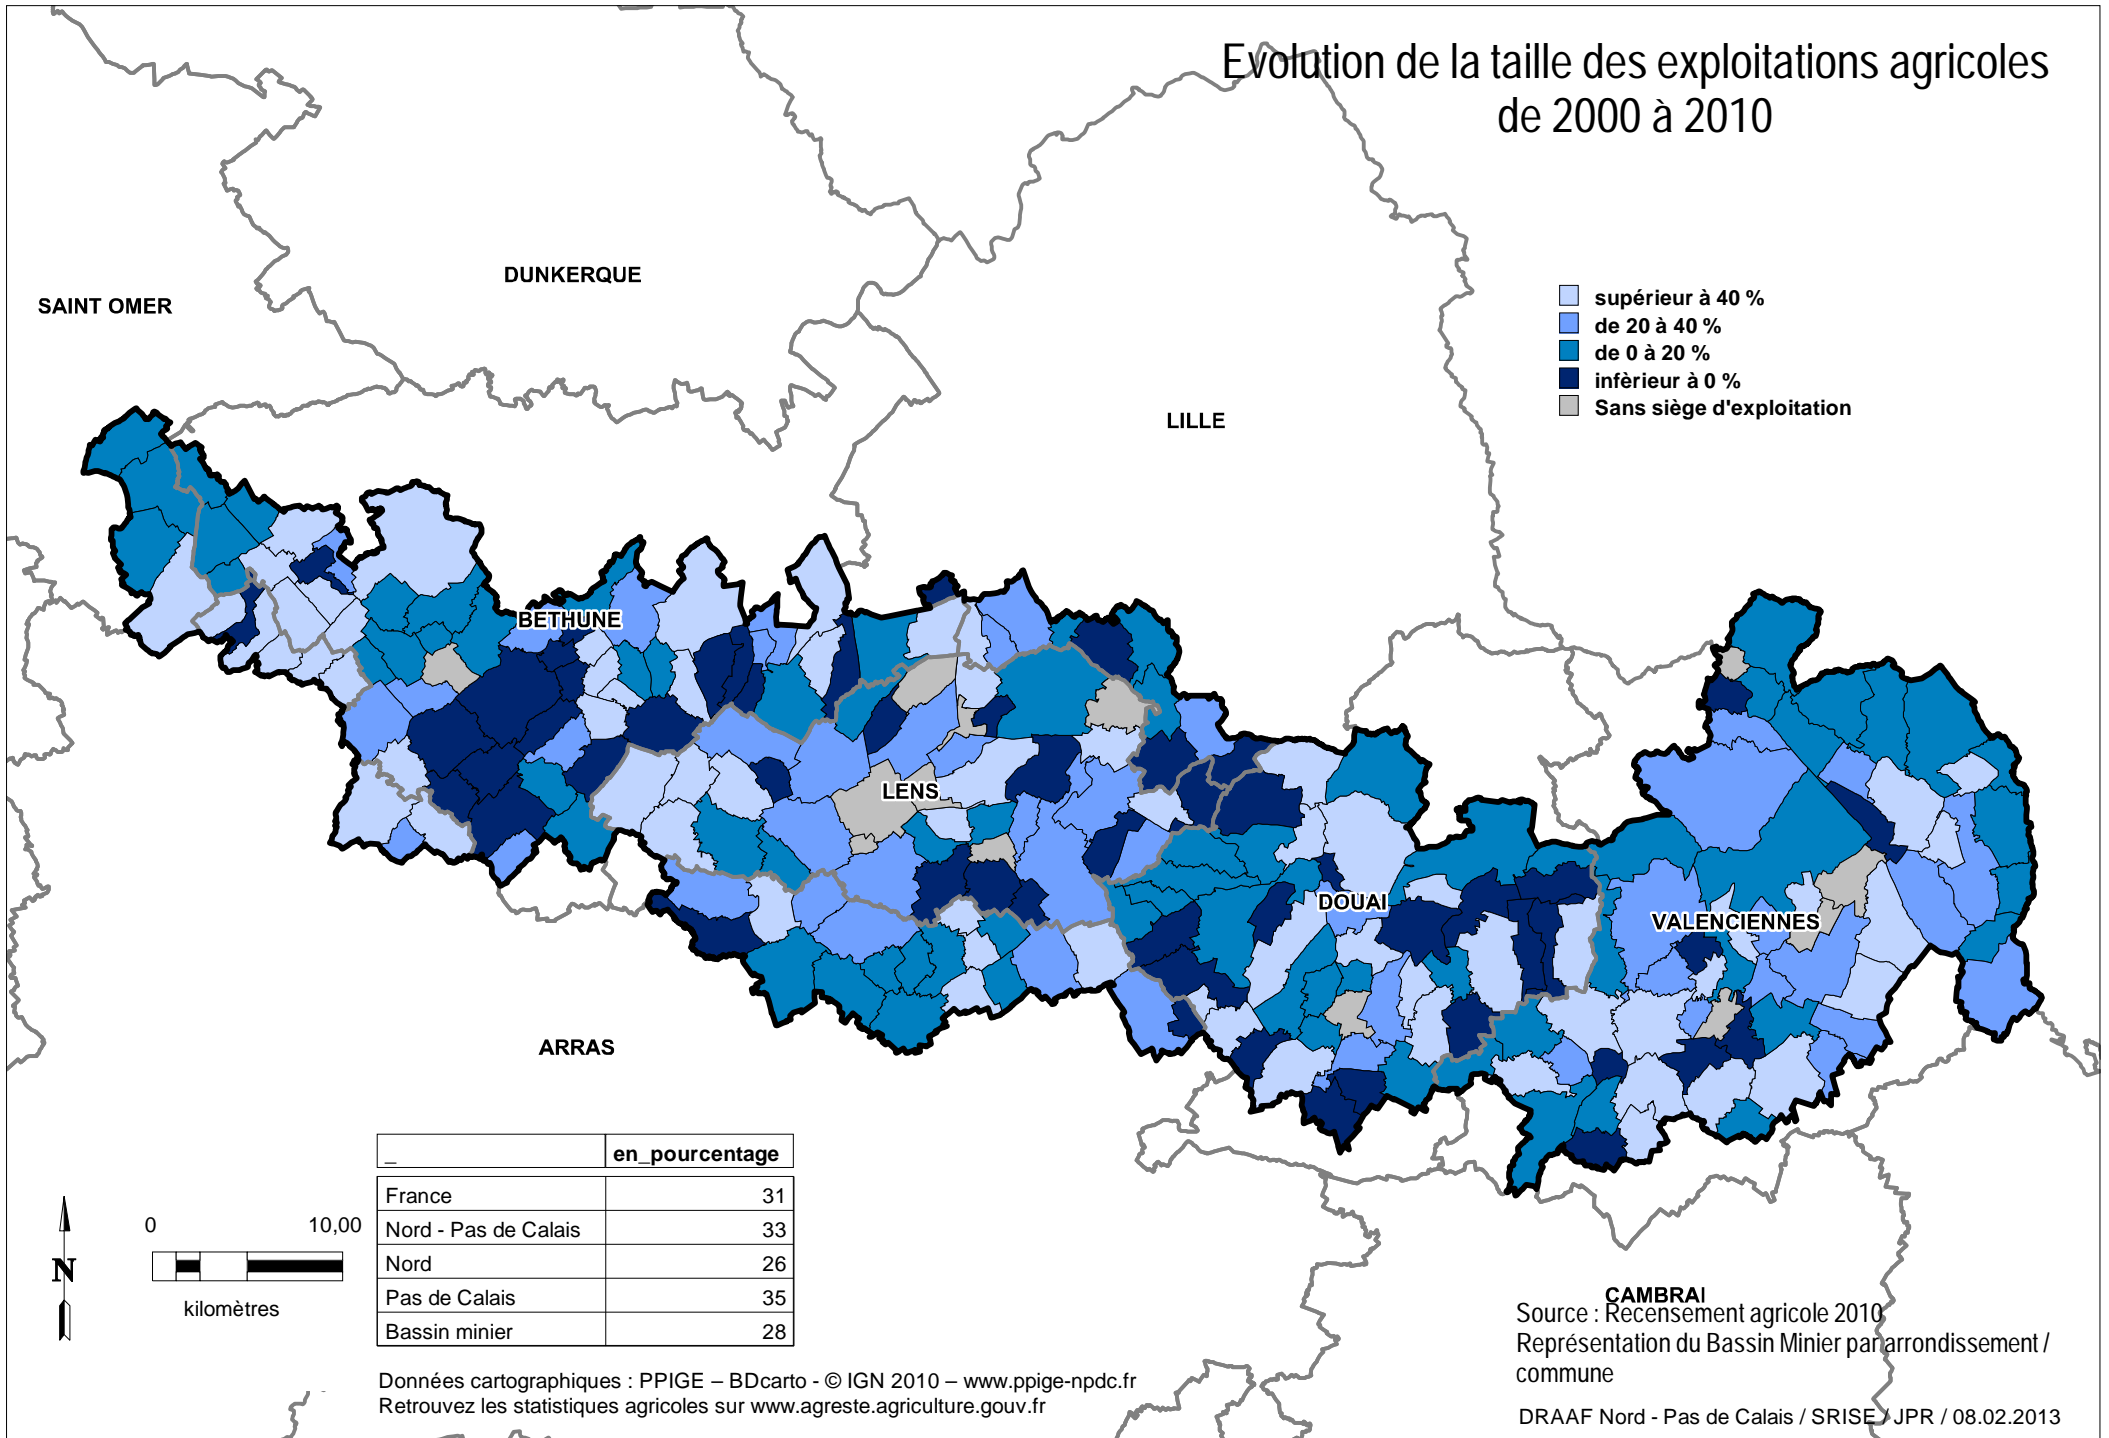 Evolution de la taille des exploitations agricoles
de 2000 à 2010
DUNKERQUE
SAINT OMER
supérieur à 40 %
de 20 à 40 %
de 0 à 20 %
infèrieur à 0 %
Sans siège d'exploitation
LILLE
BETHUNE
LENS
DOUAI
VALENCIENNES
ARRAS
_ en_pourcentage
France 31
Nord - Pas de Calais 33
Nord 26
Pas de Calais 35
Bassin minier 28
0 10,00
kilomètres
N
CAMBRAI
Source : Recensement agricole 2010
Représentation du Bassin Minier par arrondissement /
commune
Données cartographiques : PPIGE – BDcarto - © IGN 2010 – www.ppige-npdc.fr
Retrouvez les statistiques agricoles sur www.agreste.agriculture.gouv.fr
DRAAF Nord - Pas de Calais / SRISE / JPR / 08.02.2013